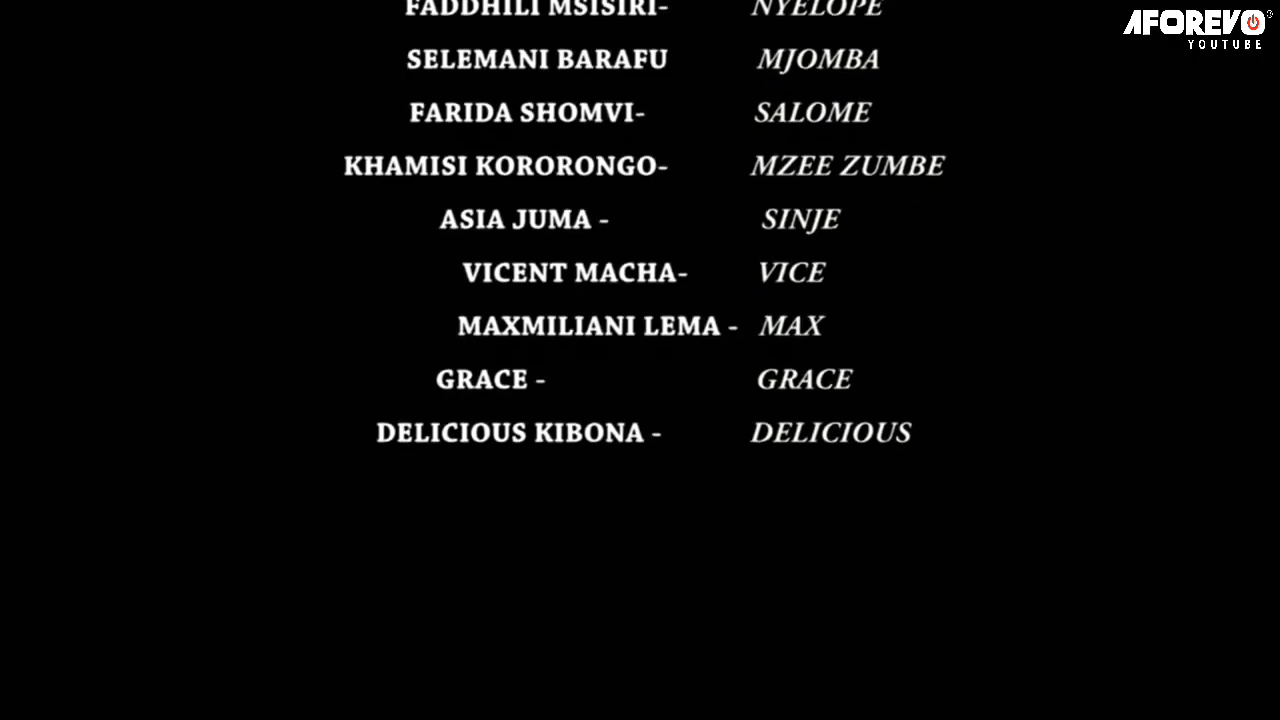 FADDHILI MSISIRI- NYELOPE
SELEMANI BARAFU MJOMBA
FARIDA SHOMVI- SALOME
KHAMISI KORORONGO- MZEE ZUMBE
ASIA JUMA - SINJE
VICENT MACHA- VICE
MAXMILIANI LEMA - MAX
GRACE - GRACE
DELICIOUS KIBONA - DELICIOUS
AFOREVO
YOUTUBE